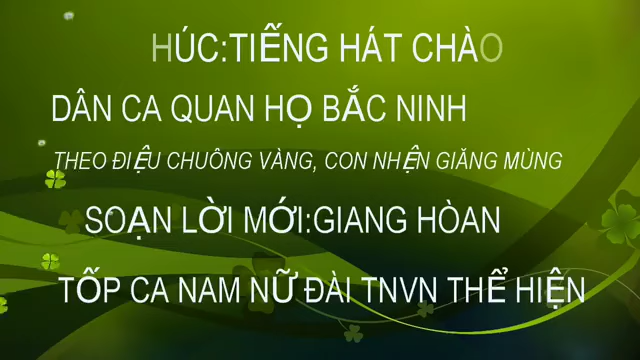 HÚC:TIẾNG HÁT CHÀO
DÂN CA QUAN HỌ BẮC NINH
THEO ĐIỆU CHUÔNG VÀNG, CON NHỆN GIĂNG MÙNG
SOẠN LỜI MỚI:GIANG HÒAN
TỐP CA NAM NỮ ĐÀI TNVN THỂ HIỆN